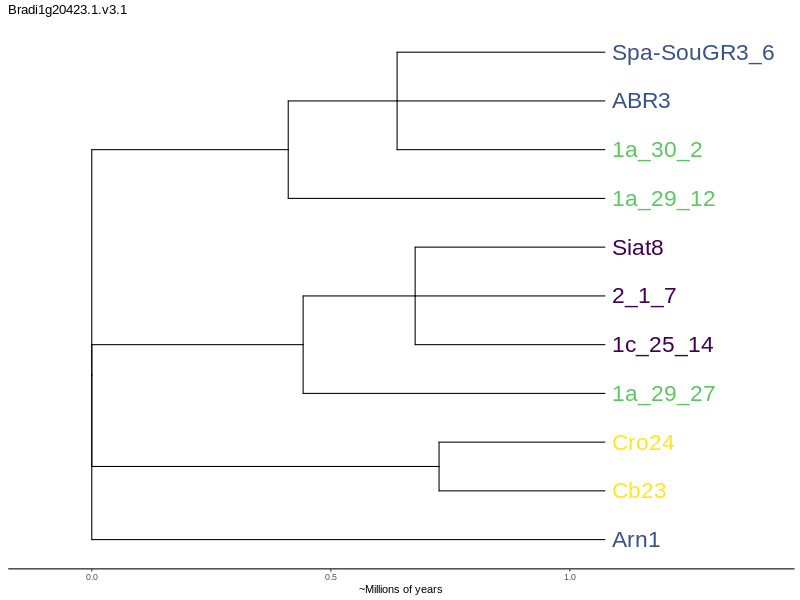 Bradi1g20423.1.v3.1
Spa-SouGR3_6
ABR3
1a_30_2
1a_29_12
Siat8
2_1_7
1c_25_14
1a_29_27
Cro24
Cb23
Arn1
0.0 0.5 1.0
~Millions of years